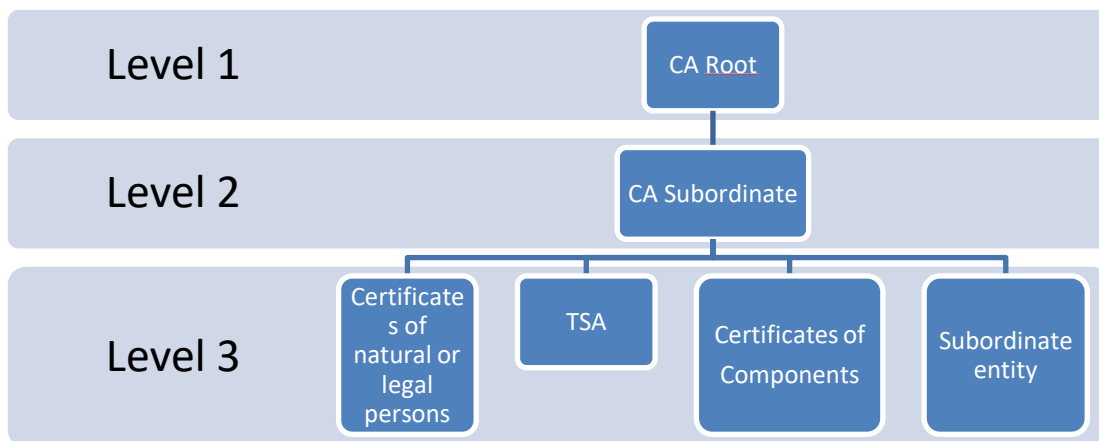 Level 1
CA Root
Level 2
CA Subordinate
Level 3
Certificate
s of
natural or
legal
persons
TSA
Certificates of
Components
Subordinate
entity